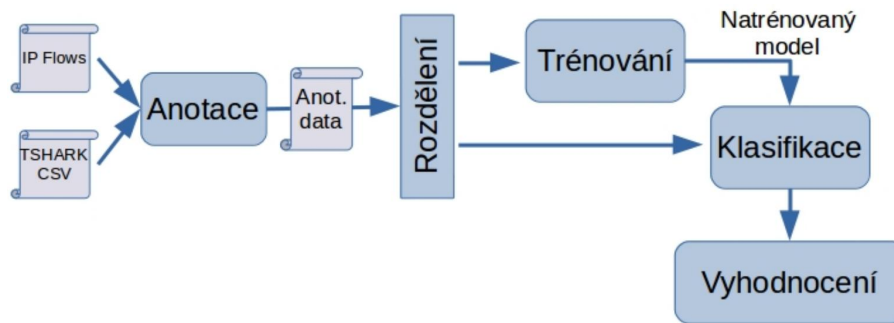 IP Flows
TSHARK
CSV
Anotace
Anot.
data
Rozdělení
Trénování
Natrénovaný
model
Klasifikace
Vyhodnocení